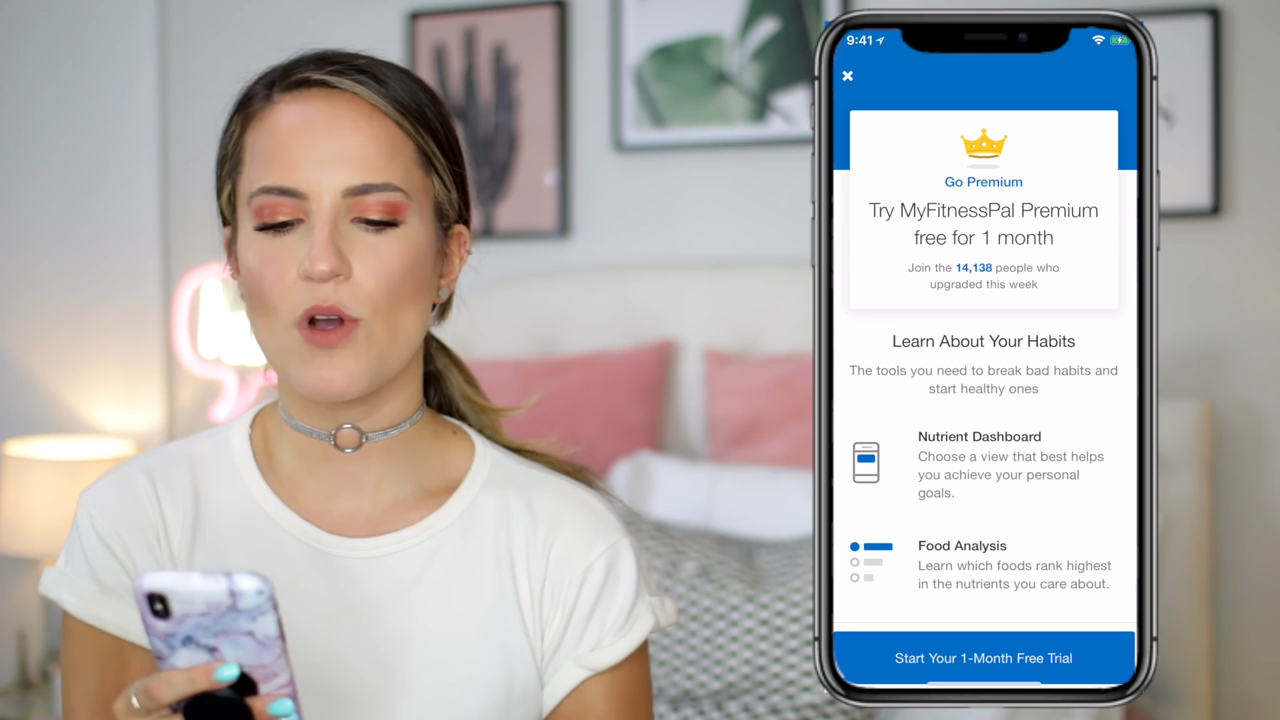 9:41
Go Premium
Try MyFitnessPal Premium
free for 1 month
Join the 14,138 people who
upgraded this week
Learn About Your Habits
The tools you need to break bad habits and
start healthy ones
Nutrient Dashboard
Choose a view that best helps
you achieve your personal
goals.
Food Analysis
Learn which foods rank highest
in the nutrients you care about.
Start Your 1-Month Free Trial